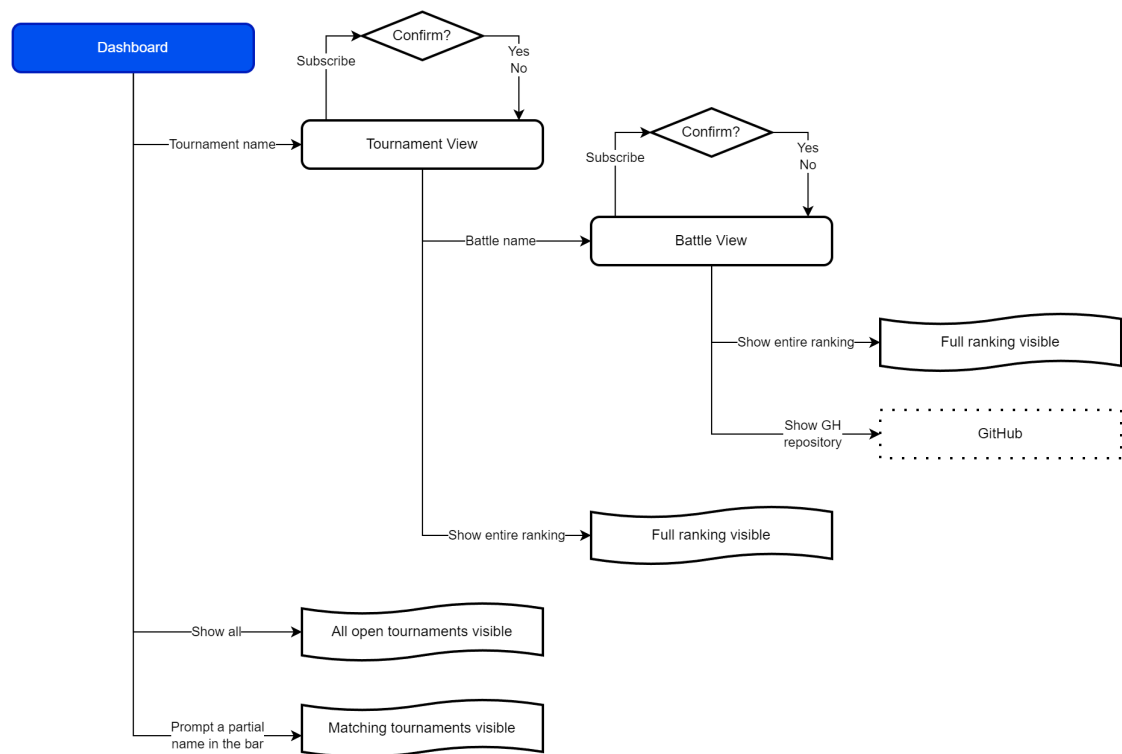 Dashboard
Confirm?
Subscribe
Yes
No
Tournament name
Tournament View
Confirm?
Subscribe
Yes
No
Battle name
Battle View
Show entire ranking
Full ranking visible
Show GH
repository
GitHub
Show entire ranking
Full ranking visible
Show all
All open tournaments visible
Prompt a partial
name in the bar
Matching tournaments visible